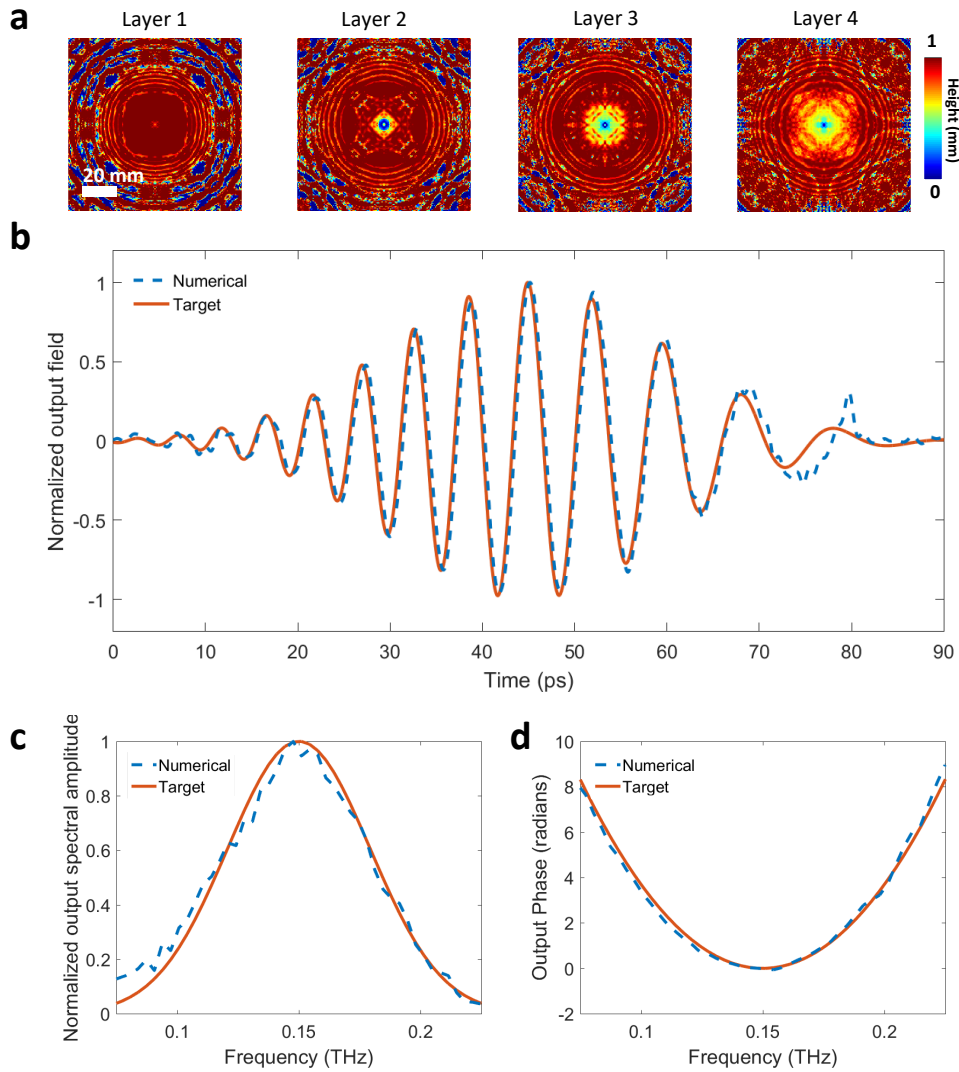 a
Layer 1
Layer 2
Layer 3
Layer 4
20 mm
1
Height (mm)
0
b
Normalized output field
1
0.5
0
-0.5
-1
Numerical
Target
0
10
20
30
40
50
60
70
80
90
Time (ps)
c
Normalized output spectral amplitude
1
0.8
0.6
0.4
0.2
0
Numerical
Target
0.1
0.15
0.2
Frequency (THz)
d
Output Phase (radians)
10
8
6
4
2
0
-2
Numerical
Target
0.1
0.15
0.2
Frequency (THz)